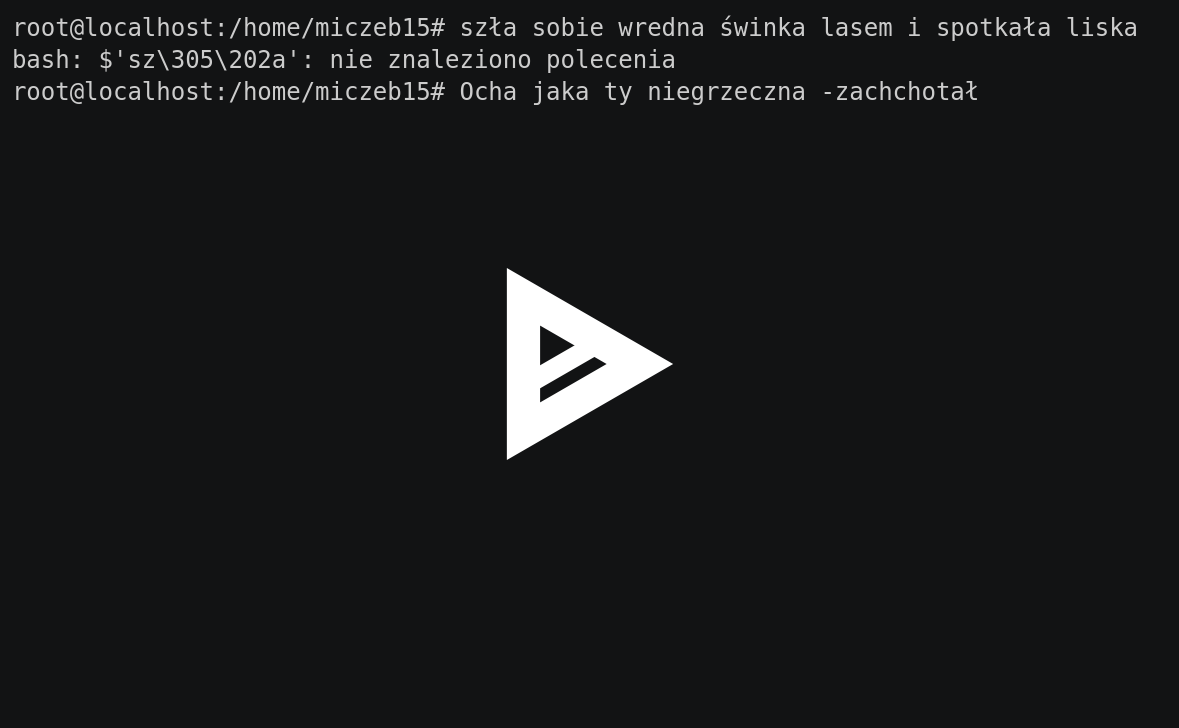 root@localhost:/home/miczeb15# szła sobie wredna świnka lasem i spotkała liska
bash: $'sz\305\202a': nie znaleziono polecenia
root@localhost:/home/miczeb15# Ocha jaka ty niegrzeczna -zachchotał